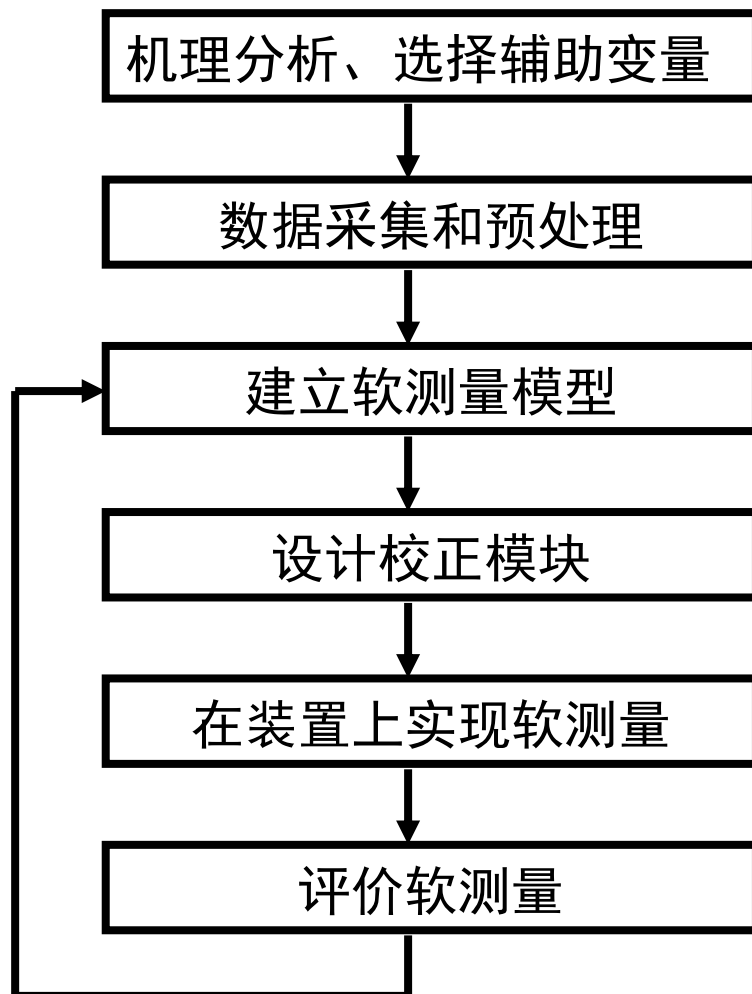 机理分析、选择辅助变量
数据采集和预处理
建立软测量模型
设计校正模块
在装置上实现软测量
评价软测量